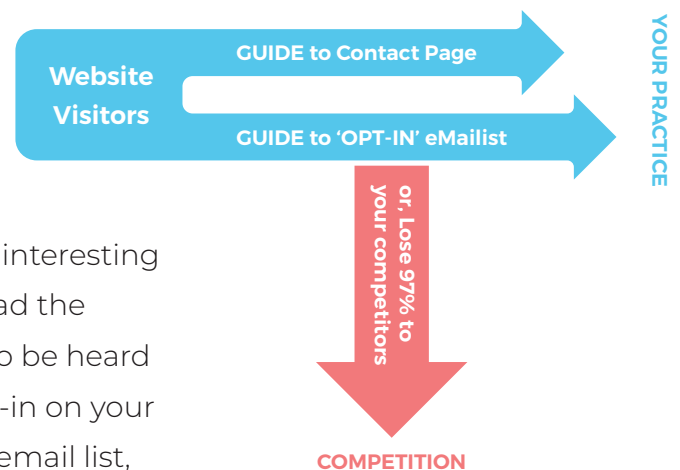 Website
Visitors
GUIDE to Contact Page
GUIDE to ‘OPT-IN’ eMailist
YOUR PRACTICE
or, Lose 97% to
your competitors
COMPETITION
interesting
the
be heard
-in on your
email list,